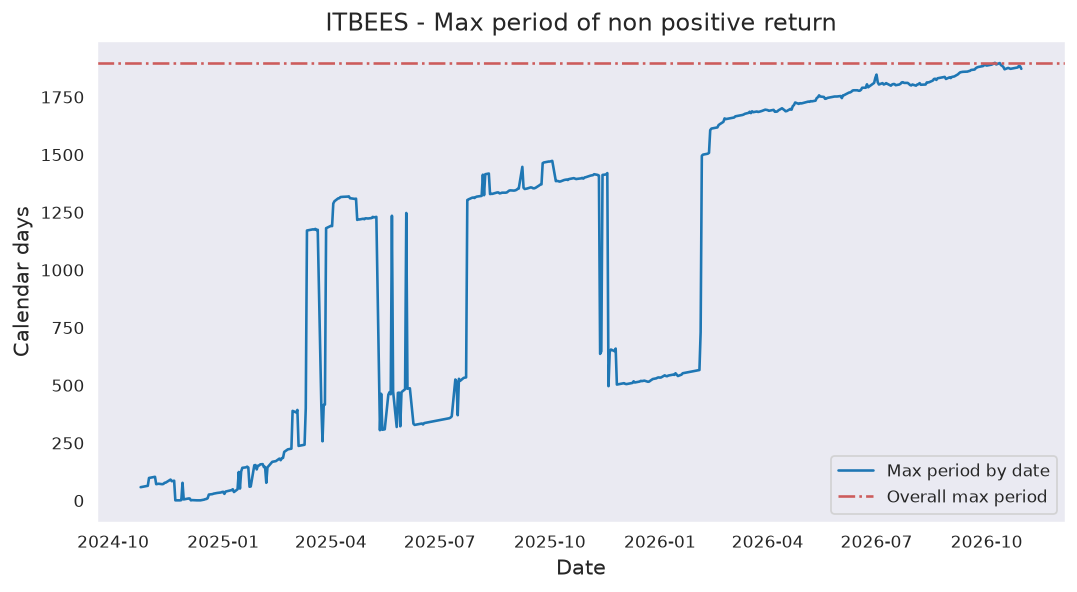 ITBEES - Max period of non positive return
Calendar days
1750
1500
1250
1000
750
500
250
0
2024-10 2025-01 2025-04 2025-07 2025-10 2026-01 2026-04 2026-07 2026-10
Date
Max period by date
Overall max period